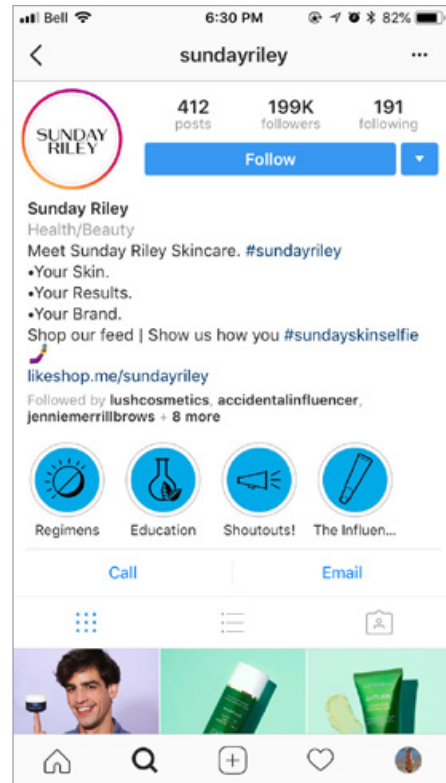 Bell 6:30 PM 82%
sundayriley
412 199K 191
posts followers following
SUNDAY
RILEY
Follow
Sunday Riley
Health/Beauty
Meet Sunday Riley Skincare. #sundayriley
•Your Skin.
•Your Results.
•Your Brand.
Shop our feed | Show us how you #sundayskinselfie
likeshop.me/sundayriley
Followed by lushcosmetics, accidentalinfluencer,
jenniemerrillbrows + 8 more
Regimens Education Shoutouts! The Influen...
Call Email